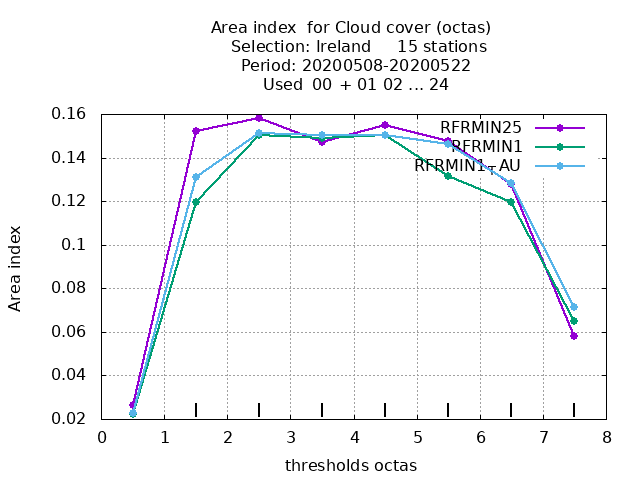 Area index  for Cloud cover (octas)
Selection: Ireland     15 stations
Period: 20200508-20200522
Used  00 + 01 02 ... 24
RFRMIN25
RFRMIN1
RFRMIN1+AU
Area index
0.16
0.14
0.12
0.1
0.08
0.06
0.04
0.02
0 1 2 3 4 5 6 7 8
thresholds octas